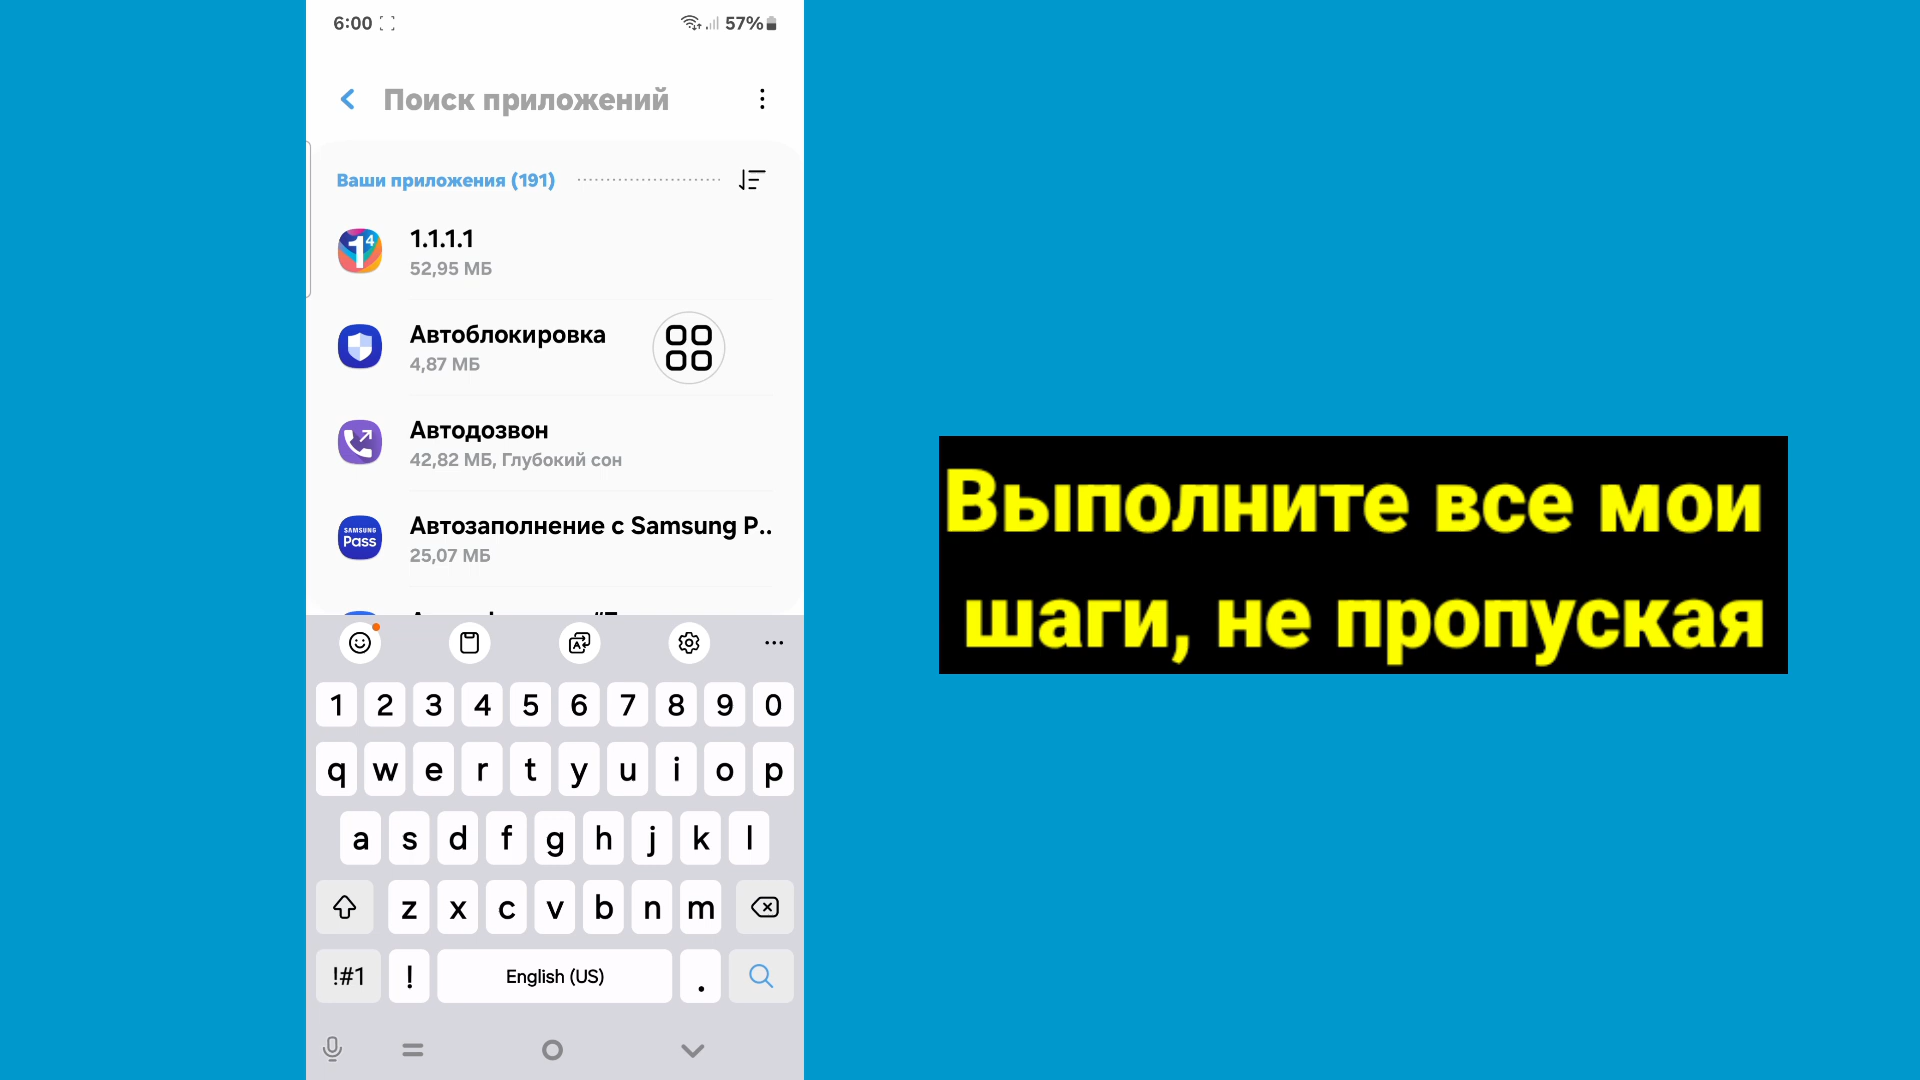 6:00
57%
Поиск приложений
Ваши приложения (191)
1.1.1.1
52,95 МБ
Автоблокировка
4,87 МБ
Автодозвон
42,82 МБ, Глубокий сон
SAMSUNG
Pass
Автозаполнение с Samsung P..
25,07 МБ
1 2 3 4 5 6 7 8 9 0
q w e r t y u i o p
a s d f g h j k l
z x c v b n m
!#1 ! English (US) .
Выполните все мои
шаги, не пропуская